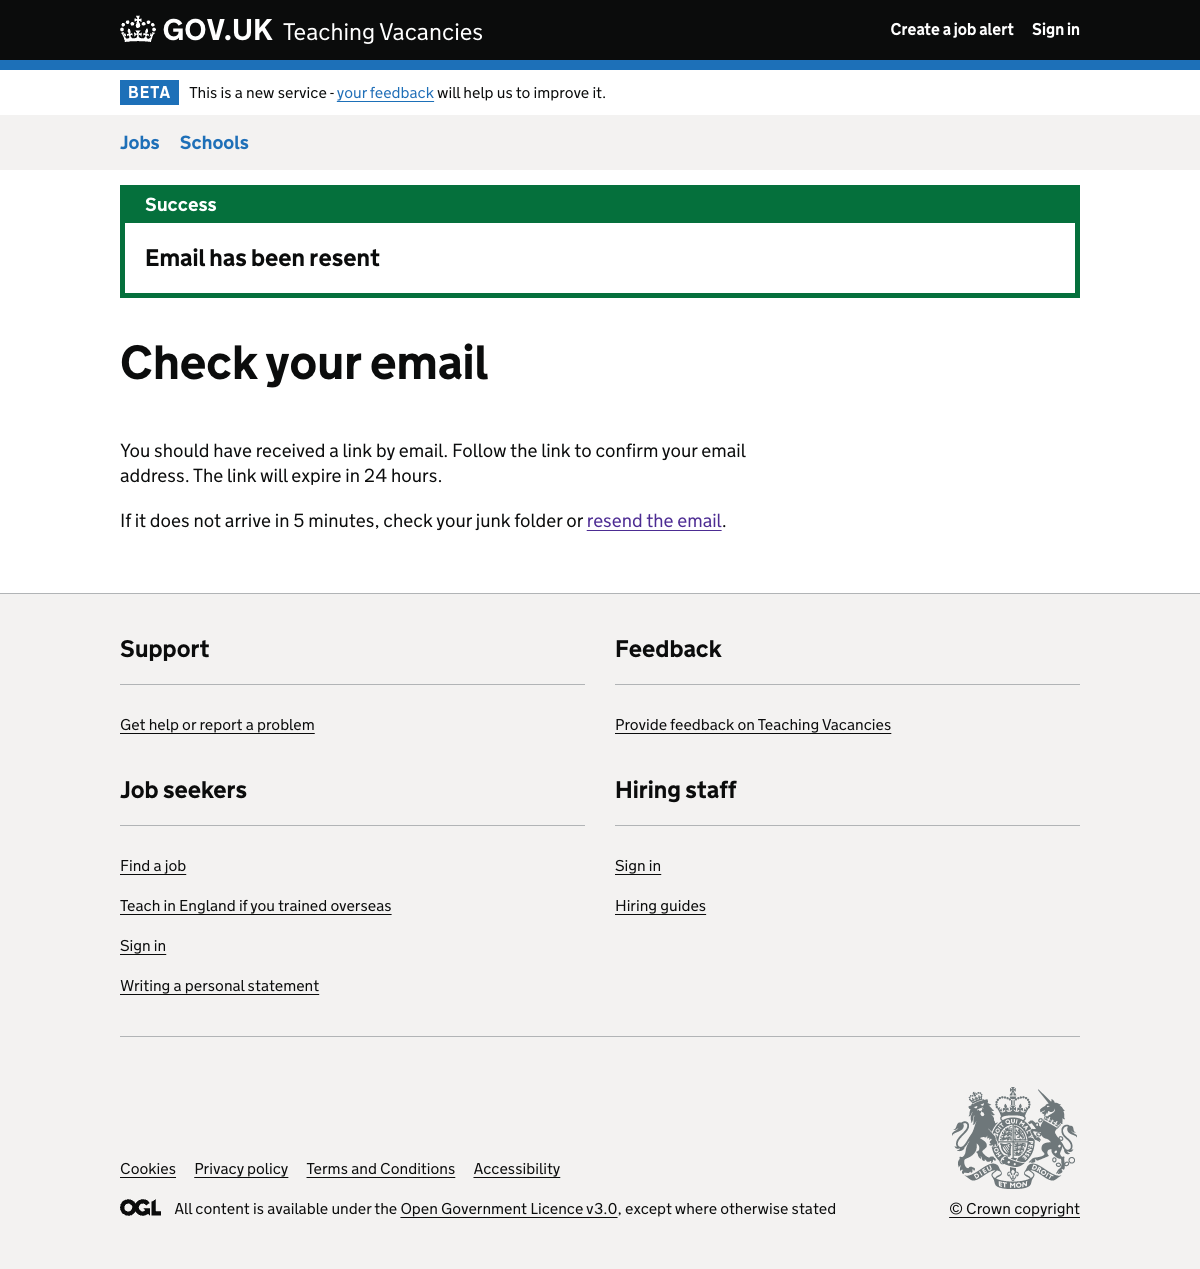 GOV.UK Teaching Vacancies
Create a job alert Sign in
BETA This is a new service - your feedback will help us to improve it.
Jobs Schools
Success
Email has been resent
Check your email
You should have received a link by email. Follow the link to confirm your email
address. The link will expire in 24 hours.
If it does not arrive in 5 minutes, check your junk folder or resend the email.
Support
Get help or report a problem
Feedback
Provide feedback on Teaching Vacancies
Job seekers
Find a job
Teach in England if you trained overseas
Sign in
Writing a personal statement
Hiring staff
Sign in
Hiring guides
Cookies Privacy policy Terms and Conditions Accessibility
OGL All content is available under the Open Government Licence v3.0, except where otherwise stated
DIEU ET MON DROIT
© Crown copyright